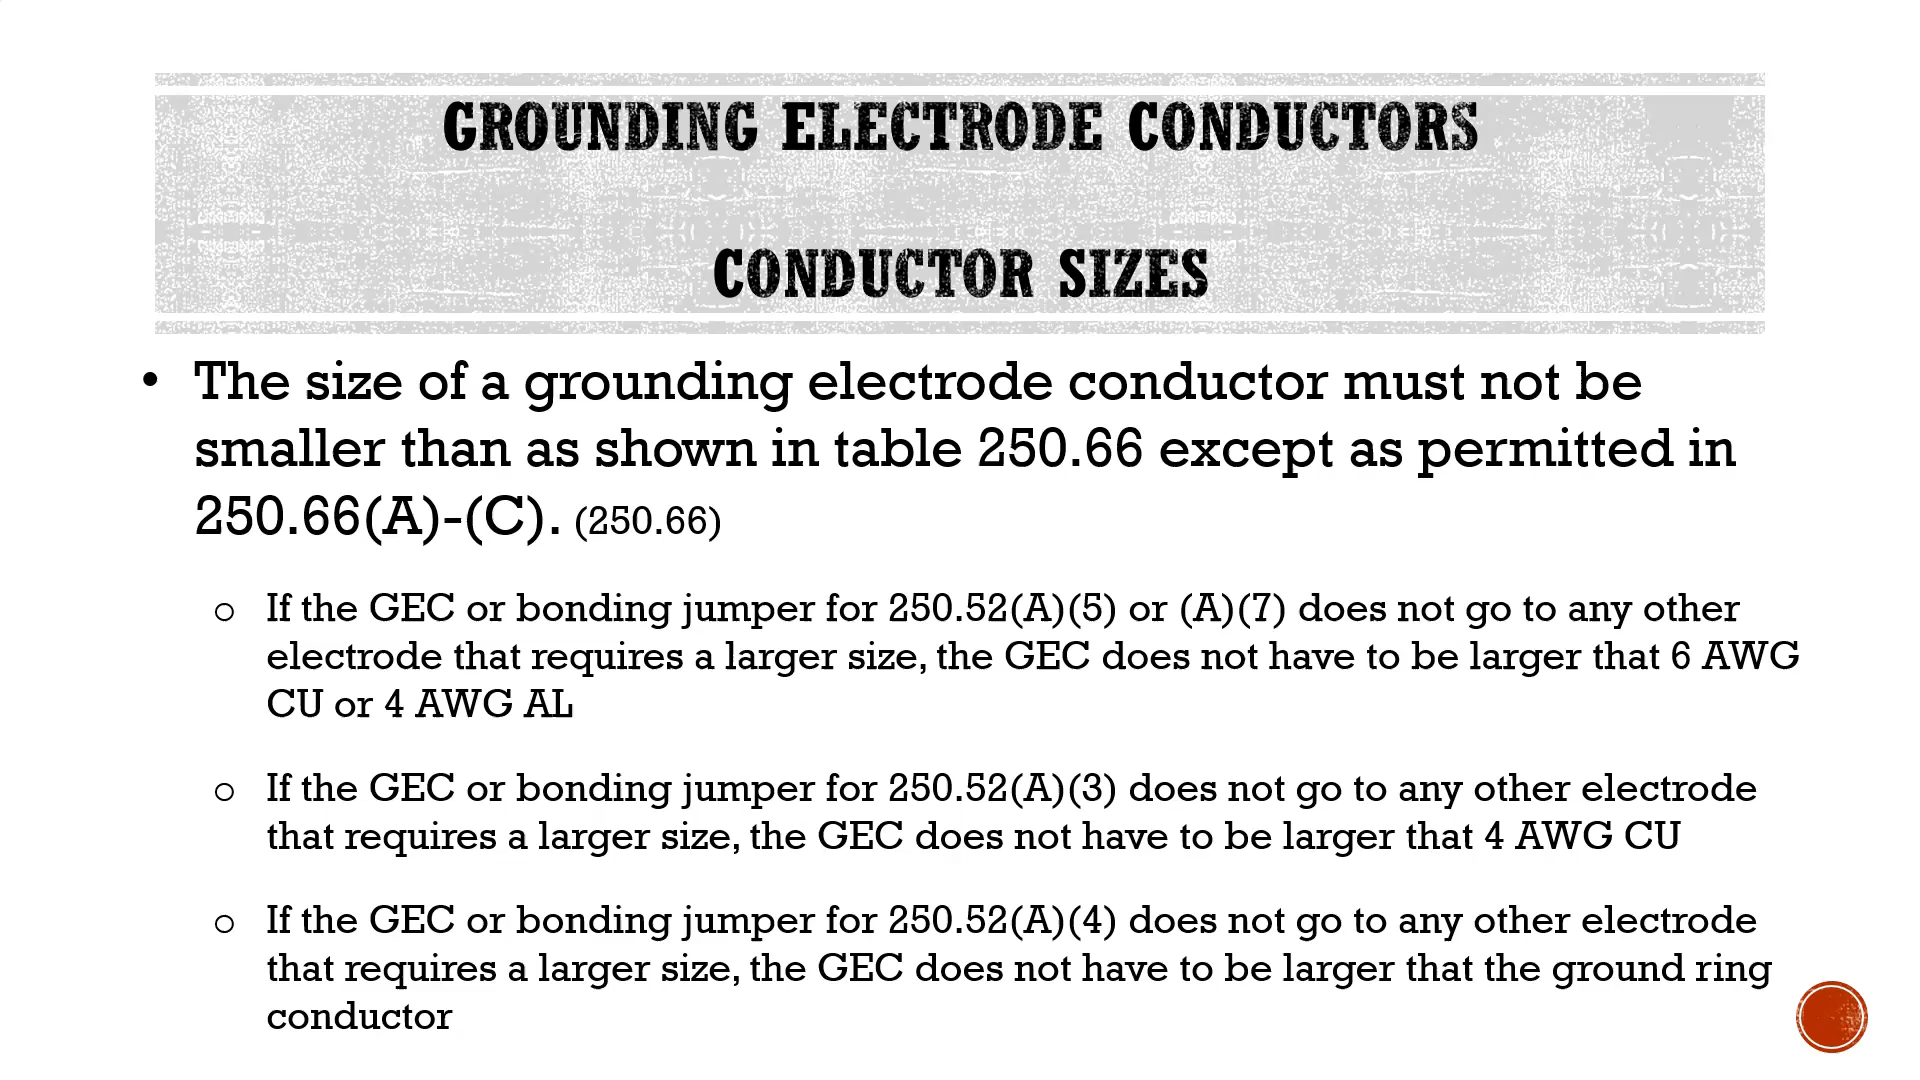 GROUNDING ELECTRODE CONDUCTORS
CONDUCTOR SIZES
• The size of a grounding electrode conductor must not be
smaller than as shown in table 250.66 except as permitted in
250.66(A)-(C). (250.66)
o If the GEC or bonding jumper for 250.52(A)(5) or (A)(7) does not go to any other
electrode that requires a larger size, the GEC does not have to be larger that 6 AWG
CU or 4 AWG AL
o If the GEC or bonding jumper for 250.52(A)(3) does not go to any other electrode
that requires a larger size, the GEC does not have to be larger that 4 AWG CU
o If the GEC or bonding jumper for 250.52(A)(4) does not go to any other electrode
that requires a larger size, the GEC does not have to be larger that the ground ring
conductor